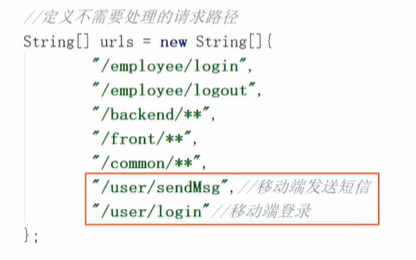 //定义不需要处理的请求路径
String[] urls = new String[]{
"/employee/login",
"/employee/logout",
"/backend/**",
"/front/**",
"/common/**",
"/user/sendMsg",//移动端发送短信
"/user/login"//移动端登录
};